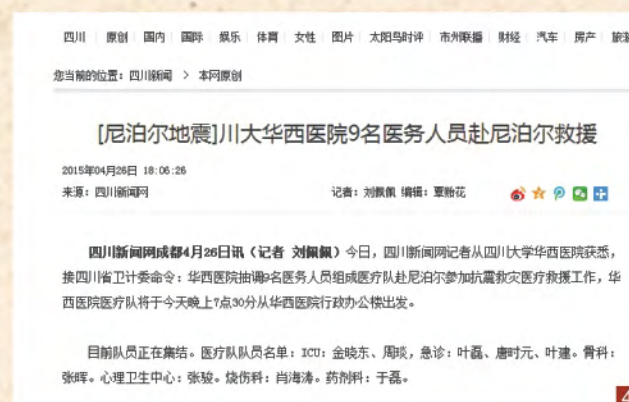 四川 原创 国内 国际 娱乐 体育 女性 图片 太阳鸟时评 市州联播 财经 汽车 房产 旅游
您当前的位置：四川新闻 > 本网原创
[尼泊尔地震]川大华西医院9名医务人员赴尼泊尔救援
2015年04月26日 18:06:26
来源：四川新闻网 记者：刘佩佩 编辑：覃贻花
四川新闻网成都4月26日讯（记者 刘佩佩）今日，四川新闻网记者从四川大学华西医院获悉，
接四川省卫计委命令：华西医院抽调9名医务人员组成医疗队赴尼泊尔参加抗震救灾医疗救援工作，华
西医院医疗队将于今天晚上7点30分从华西医院行政办公楼出发。
目前队员正在集结。医疗队队员名单：ICU：金晓东、周琰，急诊：叶磊、唐时元、叶建。骨科：
张晖。心理卫生中心：张骏。烧伤科：肖海涛。药剂科：于磊。
4